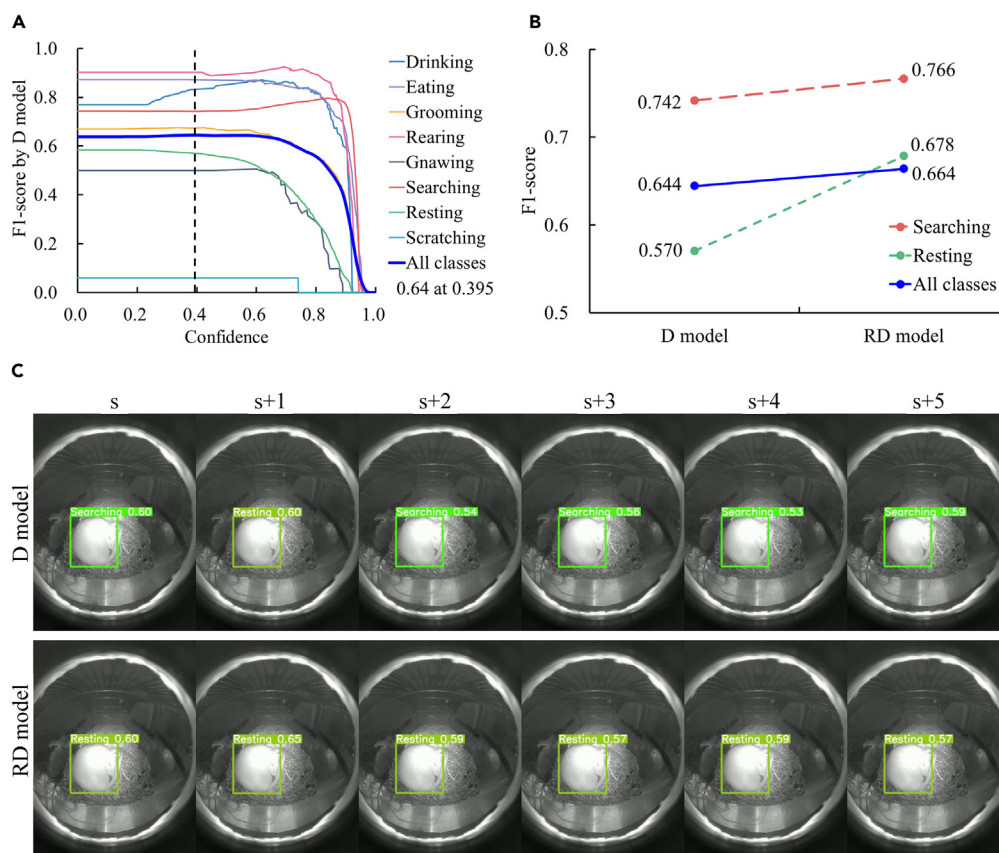 A
F1-score by D model
1.0
0.8
0.6
0.4
0.2
0.0
0.0 0.2 0.4 0.6 0.8 1.0
Confidence
Drinking
Eating
Grooming
Rearing
Gnawing
Searching
Resting
Scratching
All classes
0.64 at 0.395
B
F1-score
0.8
0.7
0.6
0.5
0.742
0.766
0.644
0.678
0.664
0.570
Searching
Resting
All classes
D model RD model
C
s s+1 s+2 s+3 s+4 s+5
D model
Searching 0.60 Resting 0.60 Searching 0.54 Searching 0.56 Searching 0.53 Searching 0.59
RD model
Resting 0.60 Resting 0.65 Resting 0.59 Resting 0.57 Resting 0.59 Resting 0.57